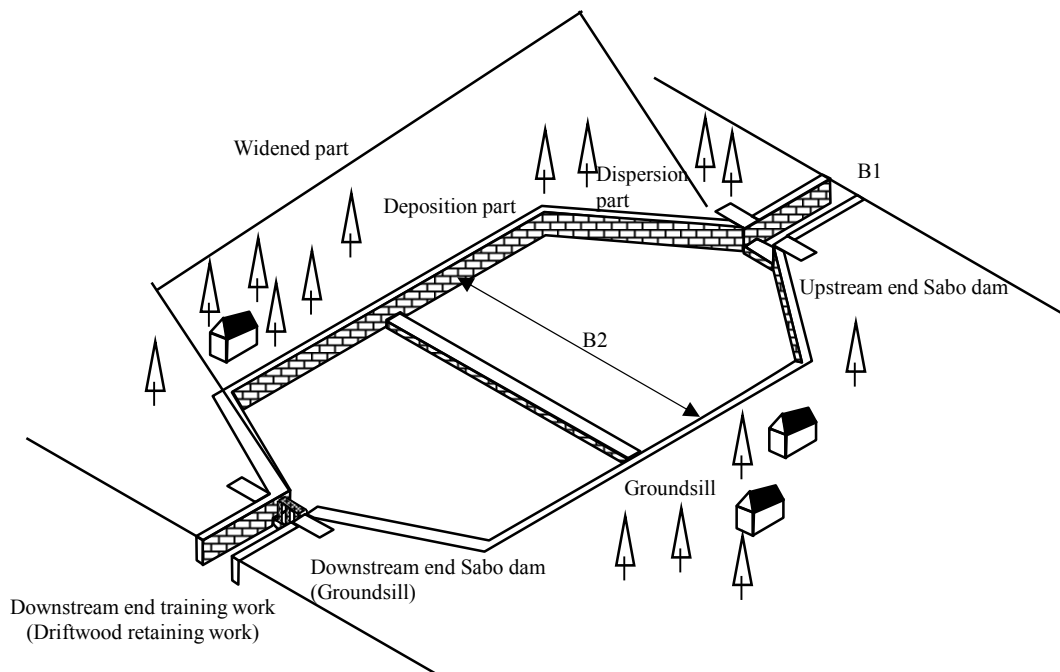 Widened part
B1
Dispersion
part
Deposition part
Upstream end Sabo dam
B2
Groundsill
Downstream end Sabo dam
(Groundsill)
Downstream end training work
(Driftwood retaining work)